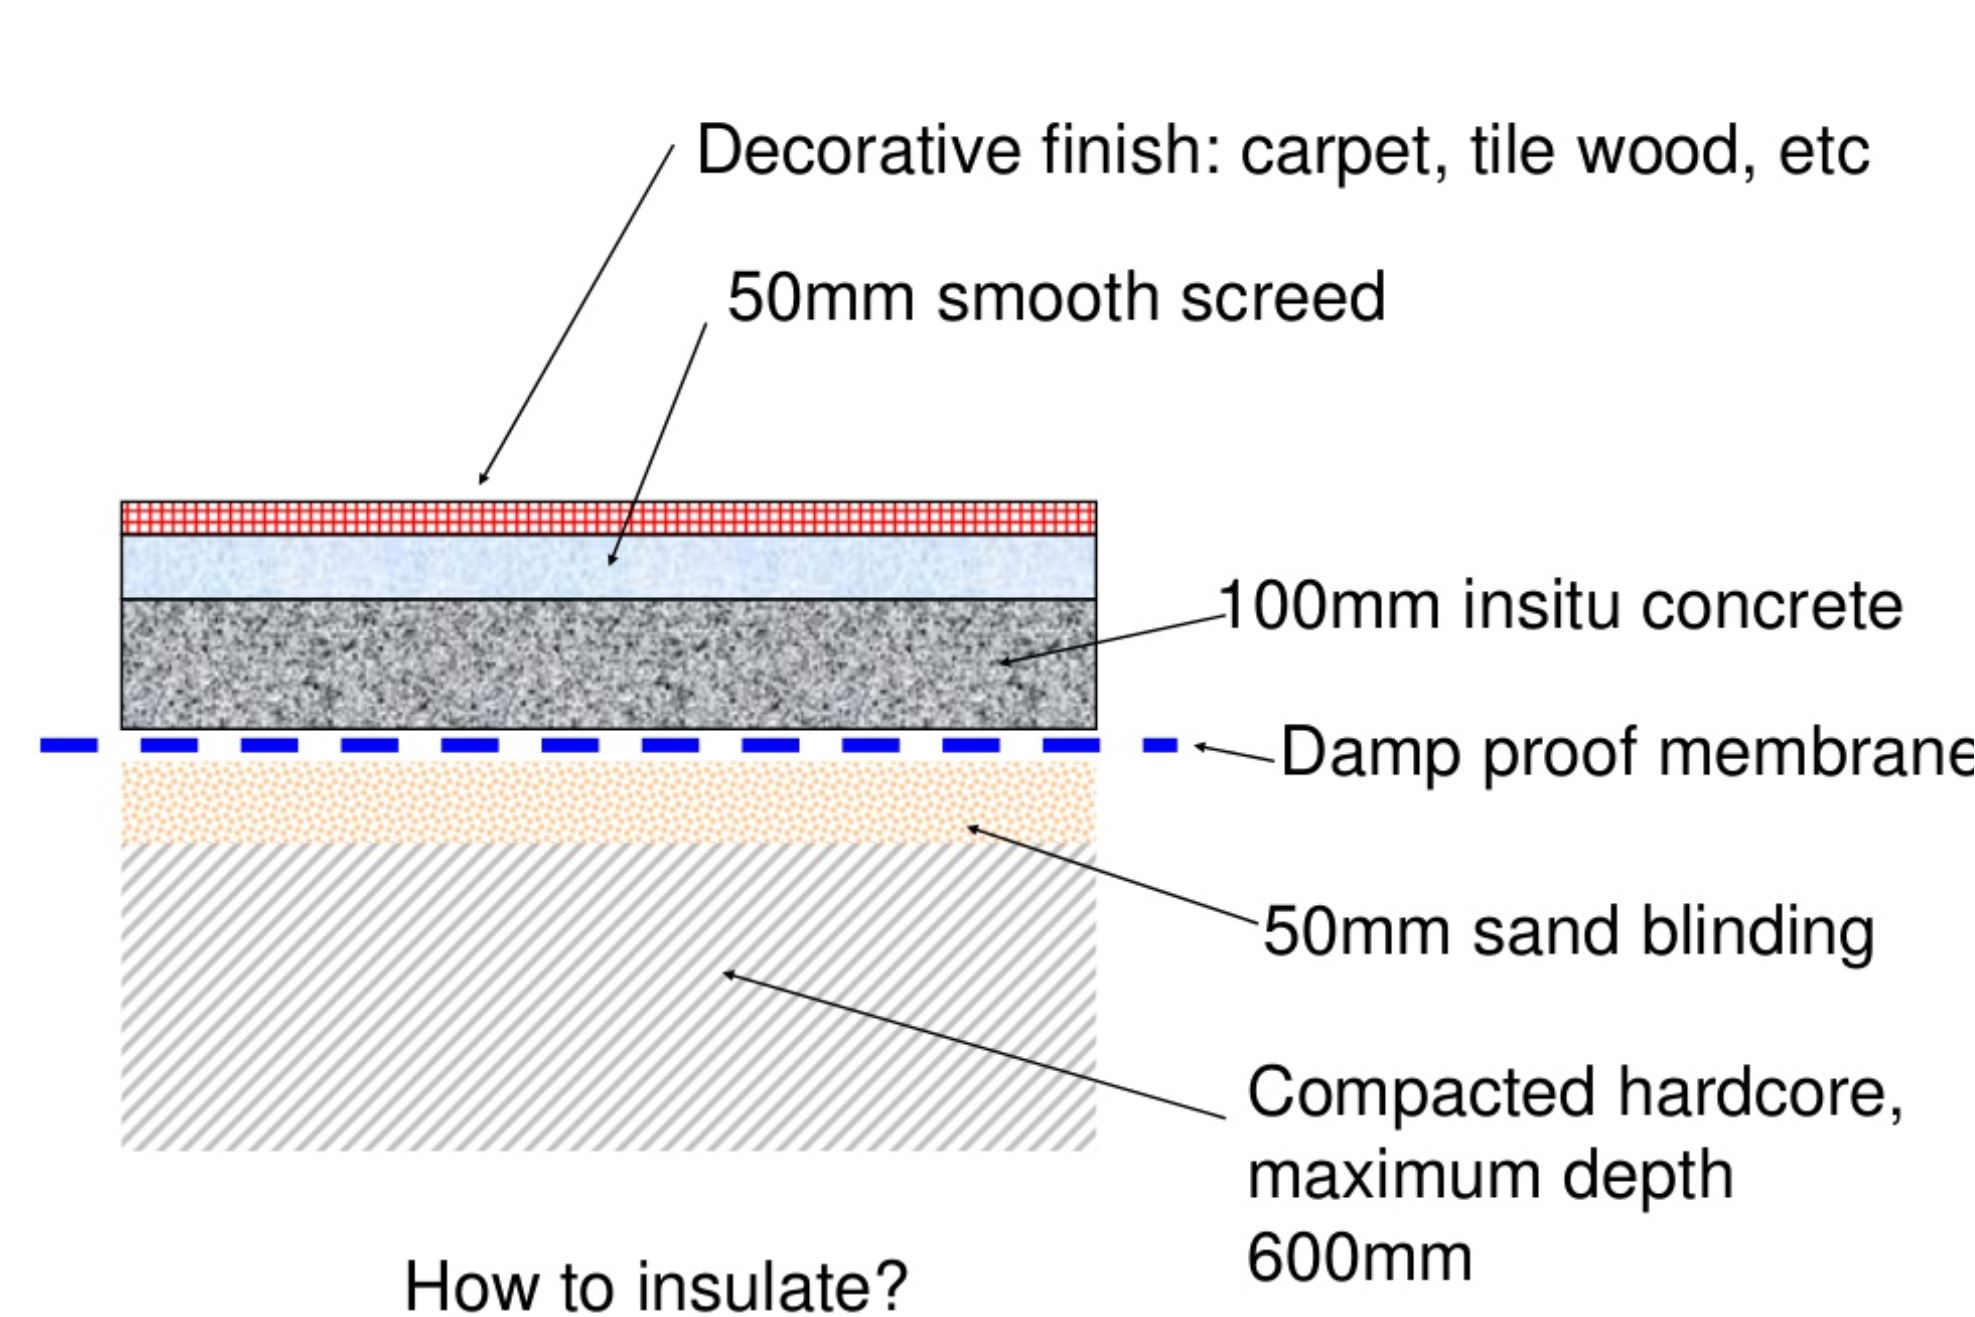 Decorative finish: carpet, tile wood, etc
50mm smooth screed
100mm insitu concrete
Damp proof membrane
50mm sand blinding
Compacted hardcore,
maximum depth
600mm
How to insulate?